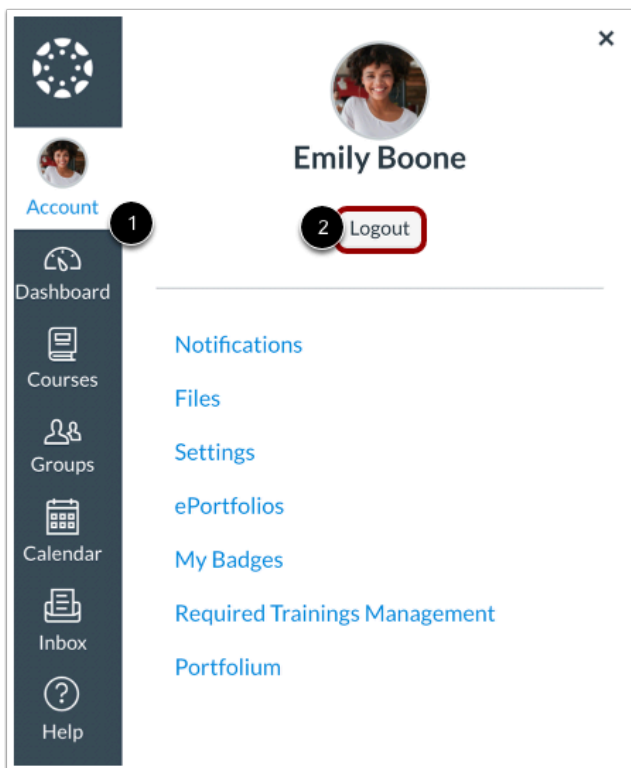 ×
Emily Boone
Account
1
2 Logout
Dashboard
Notifications
Courses
Files
Groups
Settings
ePortfolios
Calendar
My Badges
Required Trainings Management
Inbox
Portfolium
?
Help